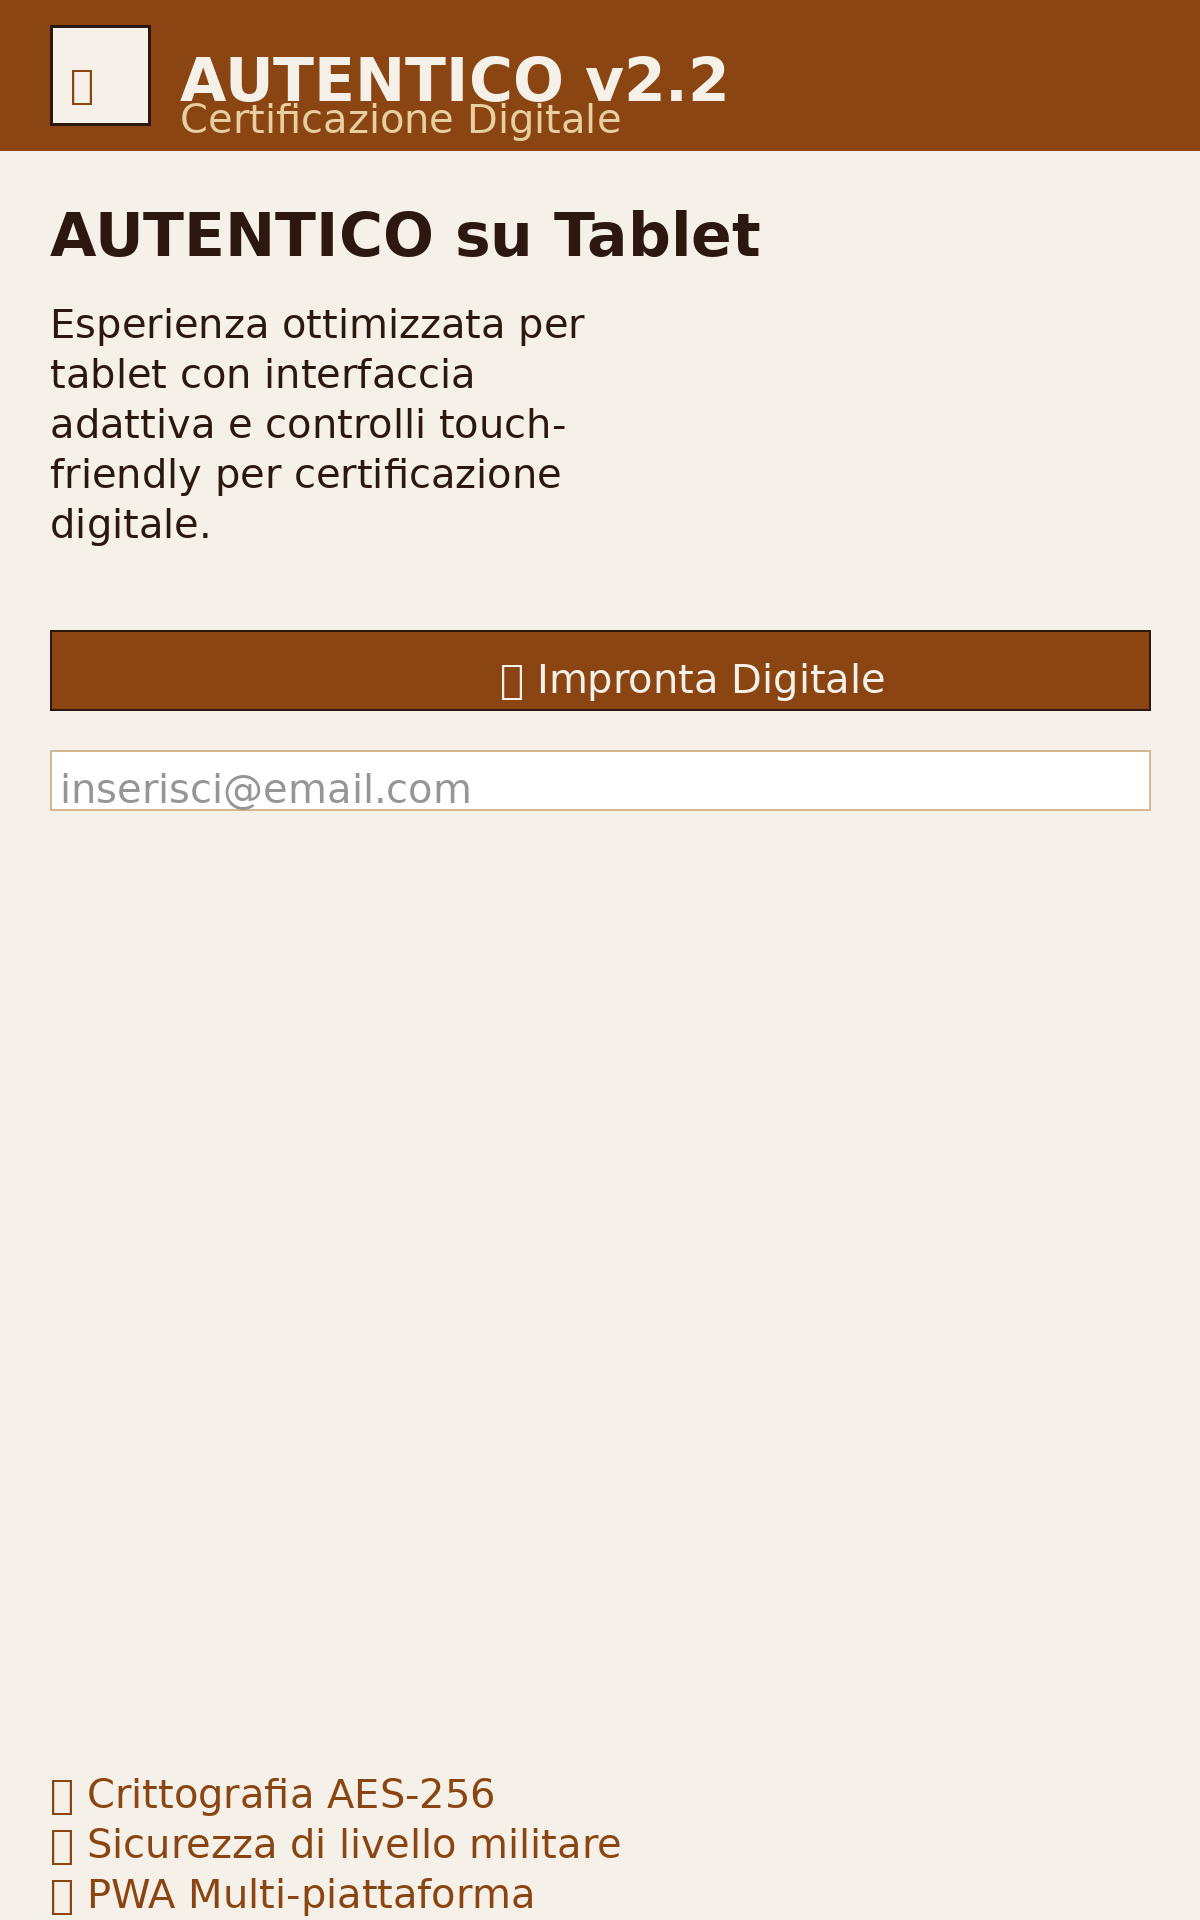 AUTENTICO v2.2
Certificazione Digitale
AUTENTICO su Tablet
Esperienza ottimizzata per
tablet con interfaccia
adattiva e controlli touch-
friendly per certificazione
digitale.
Impronta Digitale
inserisci@email.com
Crittografia AES-256
Sicurezza di livello militare
PWA Multi-piattaforma